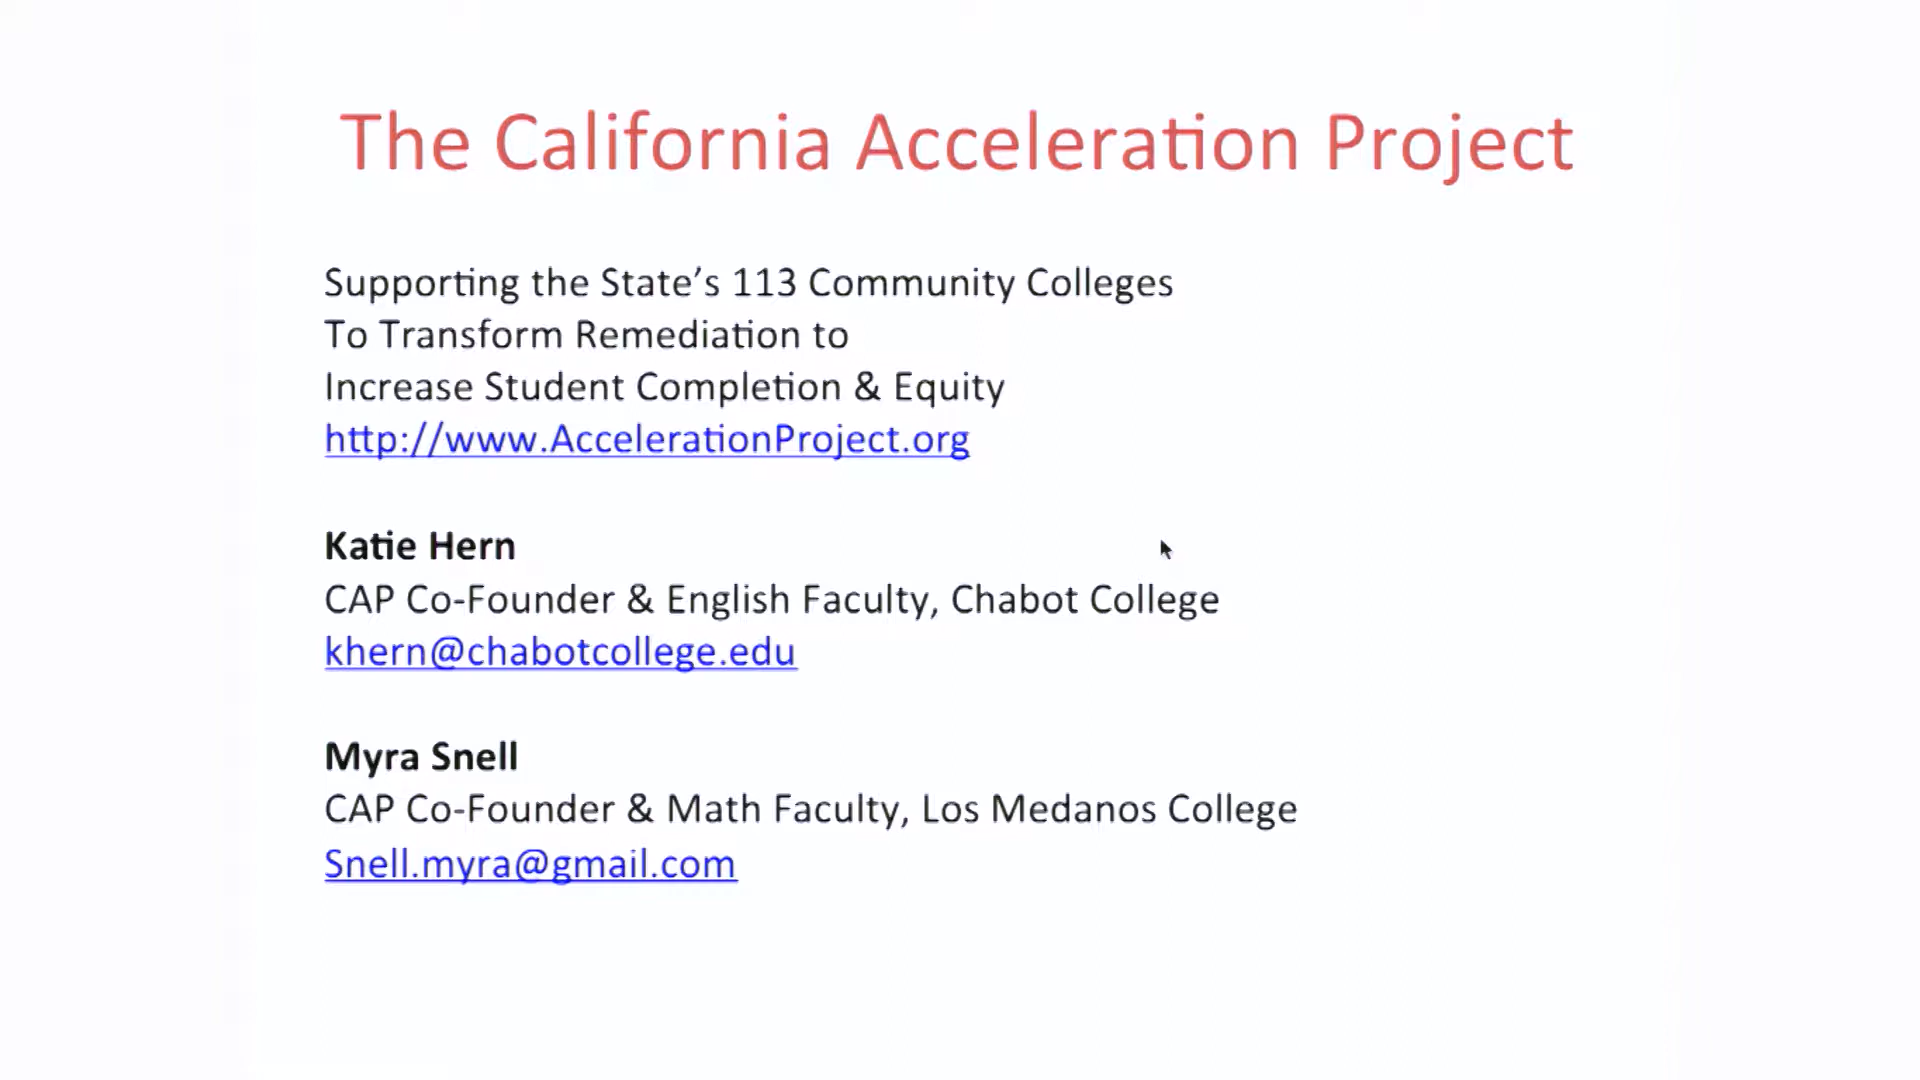 The California Acceleration Project
Supporting the State’s 113 Community Colleges
To Transform Remediation to
Increase Student Completion & Equity
http://www.AccelerationProject.org
Katie Hern
CAP Co-Founder & English Faculty, Chabot College
khern@chabotcollege.edu
Myra Snell
CAP Co-Founder & Math Faculty, Los Medanos College
Snell.myra@gmail.com